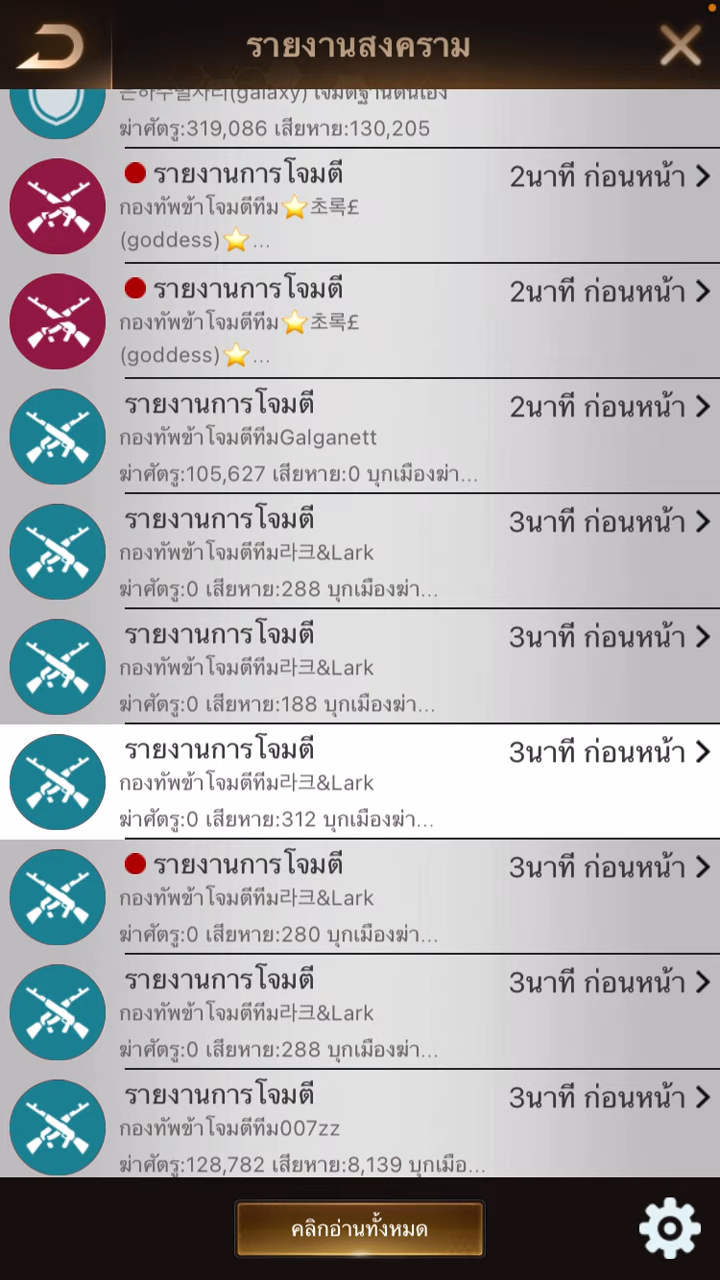 รายงานสงคราม
ฆ่าศัตรู:319,086 เสียหาย:130,205
รายงานการโจมตี
2นาที ก่อนหน้า
กองทัพข้าโจมตีทีม⭐초록£
(goddess)⭐...
รายงานการโจมตี
2นาที ก่อนหน้า
กองทัพข้าโจมตีทีม⭐초록£
(goddess)⭐...
รายงานการโจมตี
2นาที ก่อนหน้า
กองทัพข้าโจมตีทีมGalganett
ฆ่าศัตรู:105,627 เสียหาย:0 บุกเมืองฆ่า...
รายงานการโจมตี
3นาที ก่อนหน้า
กองทัพข้าโจมตีทีม라크&Lark
ฆ่าศัตรู:0 เสียหาย:288 บุกเมืองฆ่า...
รายงานการโจมตี
3นาที ก่อนหน้า
กองทัพข้าโจมตีทีม라크&Lark
ฆ่าศัตรู:0 เสียหาย:188 บุกเมืองฆ่า...
รายงานการโจมตี
3นาที ก่อนหน้า
กองทัพข้าโจมตีทีม라크&Lark
ฆ่าศัตรู:0 เสียหาย:312 บุกเมืองฆ่า...
รายงานการโจมตี
3นาที ก่อนหน้า
กองทัพข้าโจมตีทีม라크&Lark
ฆ่าศัตรู:0 เสียหาย:280 บุกเมืองฆ่า...
รายงานการโจมตี
3นาที ก่อนหน้า
กองทัพข้าโจมตีทีม라크&Lark
ฆ่าศัตรู:0 เสียหาย:288 บุกเมืองฆ่า...
รายงานการโจมตี
3นาที ก่อนหน้า
กองทัพข้าโจมตีทีม007zz
ฆ่าศัตรู:128,782 เสียหาย:8,139 บุกเมือ...
คลิกอ่านทั้งหมด